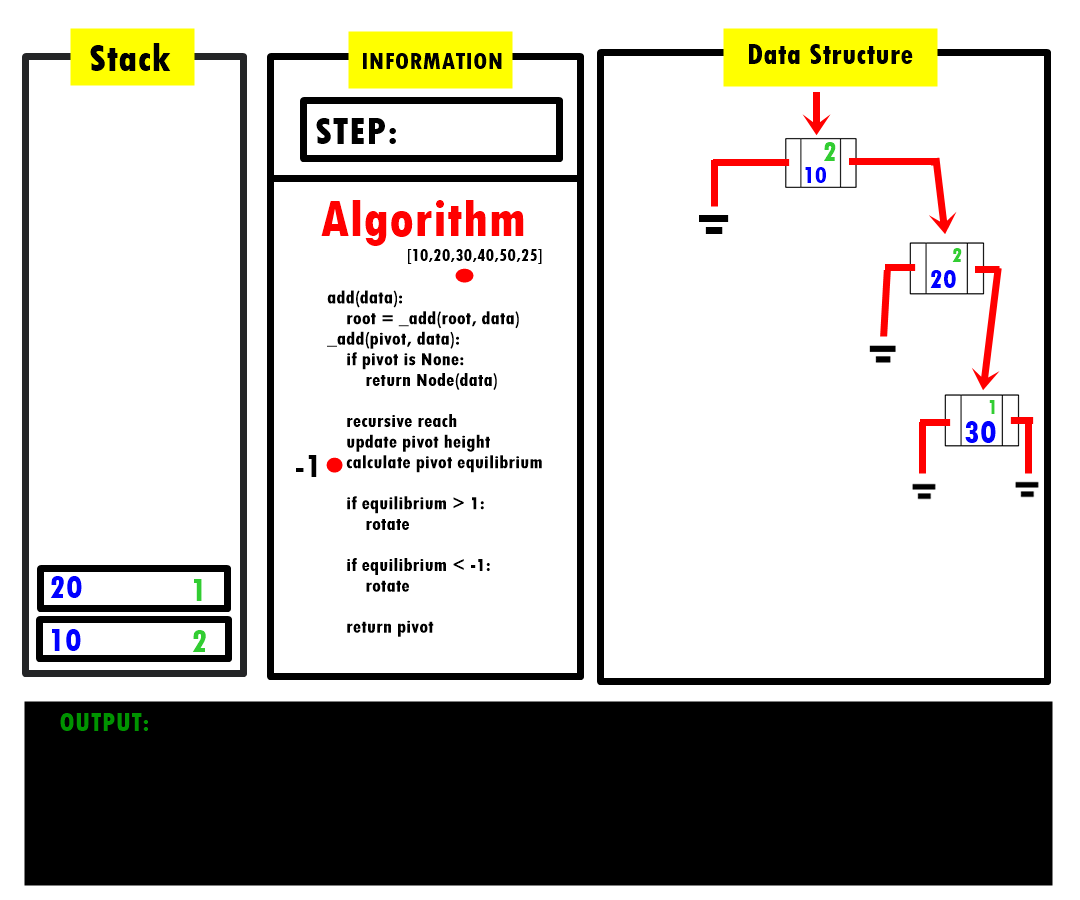 Stack
20 1
10 2
INFORMATION
STEP:
Algorithm
[10,20,30,40,50,25]
add(data):
root = _add(root, data)
_add(pivot, data):
if pivot is None:
return Node(data)
recursive reach
update pivot height
-1 calculate pivot equilibrium
if equilibrium > 1:
rotate
if equilibrium < -1:
rotate
return pivot
Data Structure
2
10
2
20
1
30
OUTPUT: